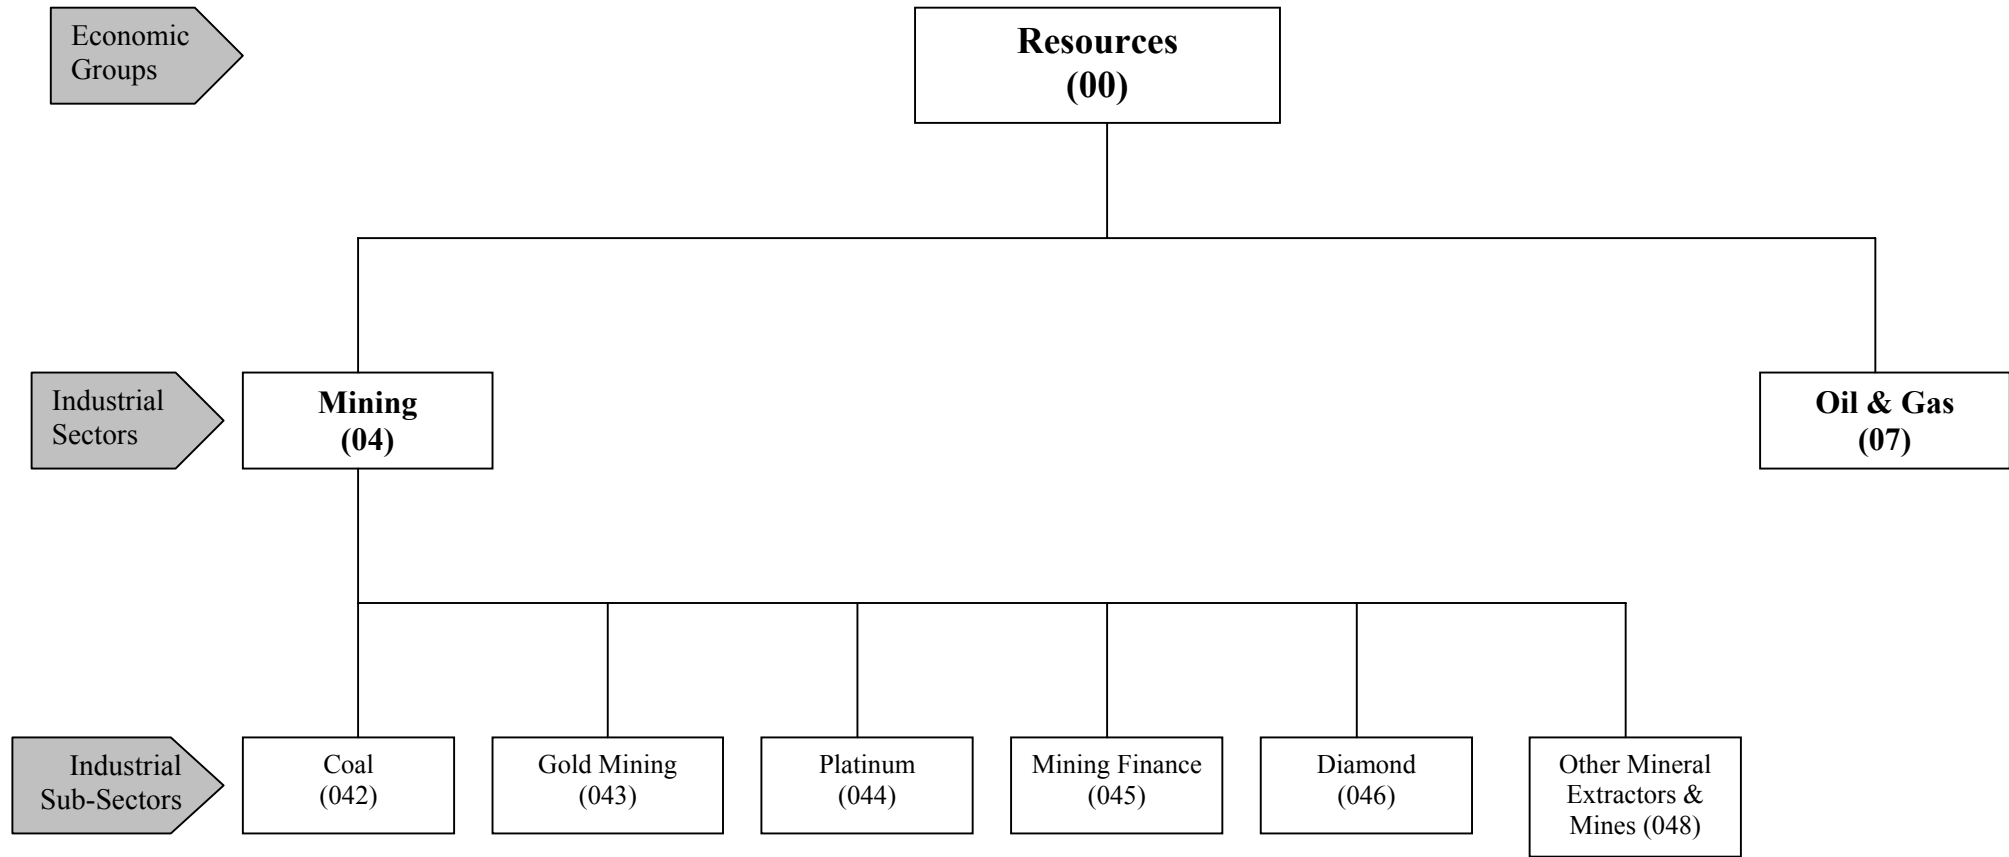 Economic
Groups
Resources
(00)
Industrial
Sectors
Mining
(04)
Oil & Gas
(07)
Industrial
Sub-Sectors
Coal
(042)
Gold Mining
(043)
Platinum
(044)
Mining Finance
(045)
Diamond
(046)
Other Mineral
Extractors &
Mines (048)